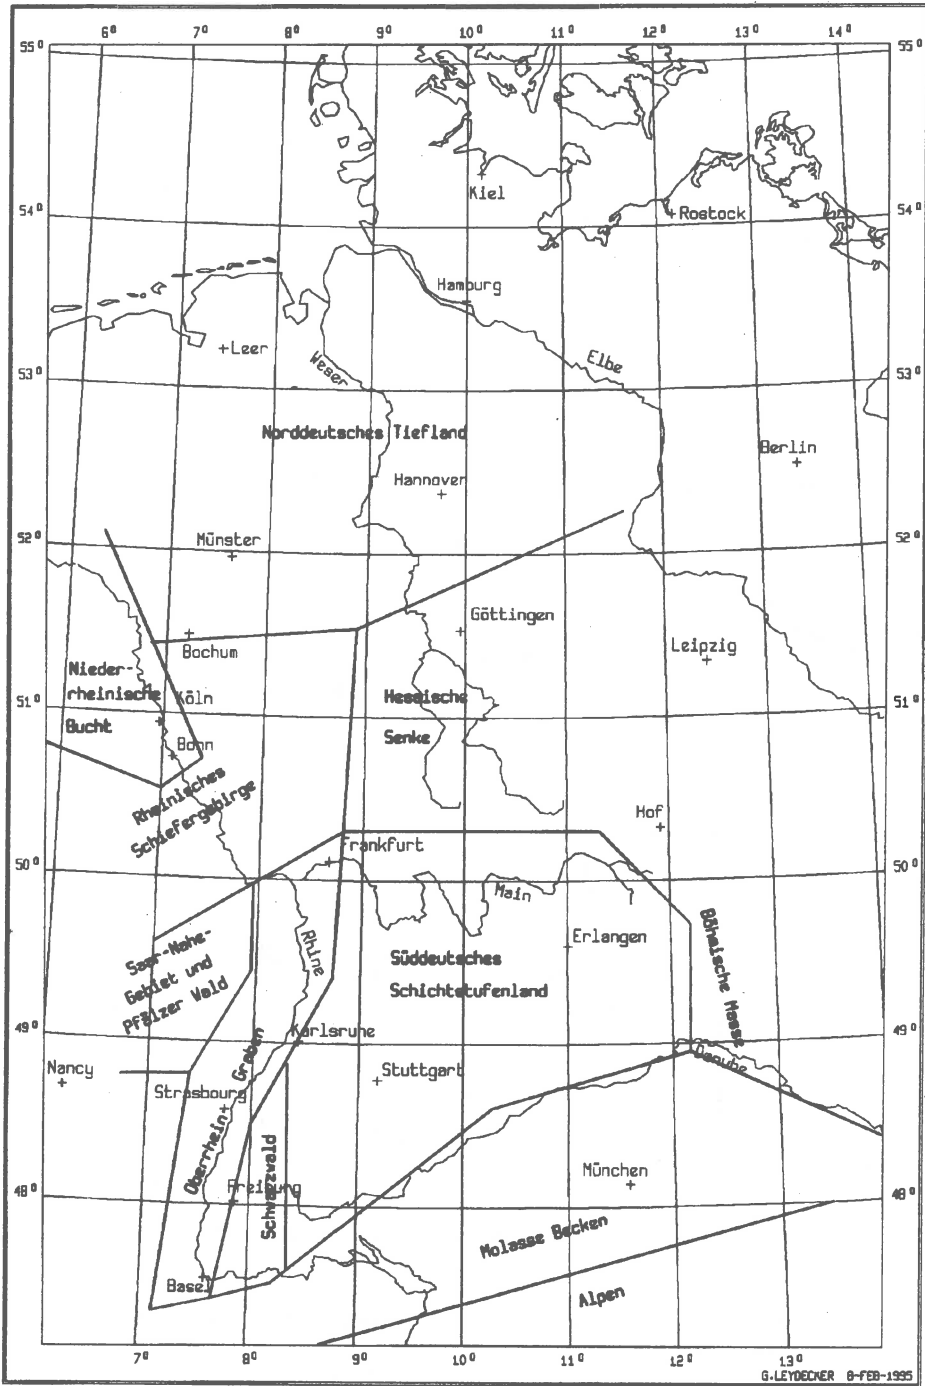 6° 7° 8° 9° 10° 11° 12° 13° 14°
55° 55°
Kiel
54° Rostock 54°
Hamburg
Leer
Weser
Elbe
53° 53°
Norddeutsches Tiefland
Berlin
Hannover
52° Münster 52°
Göttingen
Bochum
Leipzig
Nieder-
rheinische
Bucht
Köln
51° 51°
Hessische
Senke
Bonn
Rheinisches
Schiefergebirge
Hof
Frankfurt
50° 50°
Main
Rhine
Saar-Nahe-
Gebiet und
Pfälzer Wald
Erlangen
Böhmische Masse
Süddeutsches
Schichtstufenland
49° Karlsruhe 49°
Danube
Nancy
Stuttgart
Strasbourg
Oberrhein Graben
Schwarzwald
München
48° Freiburg 48°
Molasse Becken
Basel
Alpen
7° 8° 9° 10° 11° 12° 13°
G.LEYDECKER 8-FEB-1995